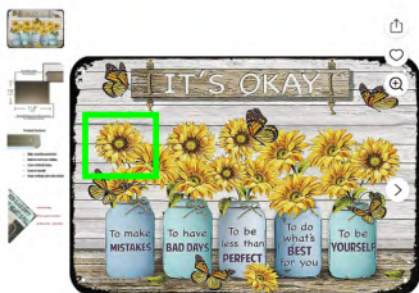 IT'S OKAY
To make
MISTAKES
To have
BAD DAYS
To be
less than
PERFECT
To do
what's
BEST
for you
To be
YOURSELF